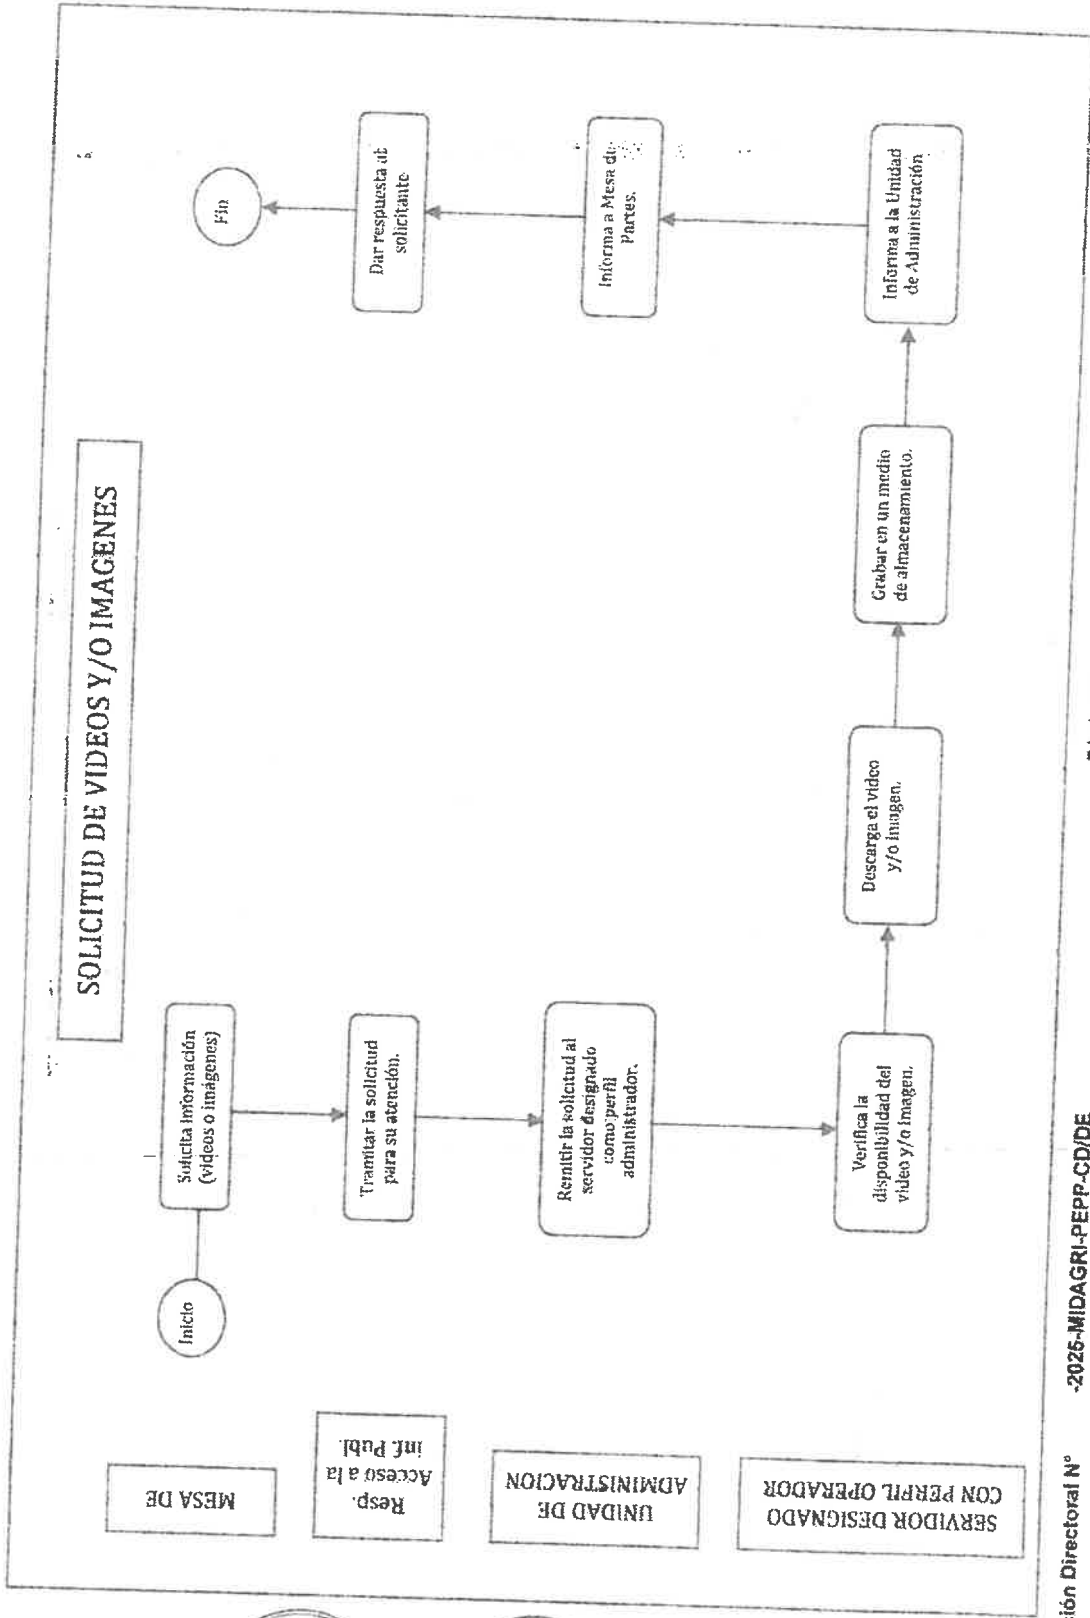 SOLICITUD DE VIDEOS Y/O IMAGENES
MESA DE
Inicio
Solicita información
(videos o imágenes)
Fin
Resp.
Acceso a la
inf. Publ.
Tramitar la solicitud
para su atención.
Dar respuesta al
solicitante
UNIDAD DE
ADMINISTRACION
Remitir la solicitud al
servidor designado
como perfil
administrador.
Informa a Mesa de
Partes.
SERVIDOR DESIGNADO
CON PERFIL OPERADOR
Verifica la
disponibilidad del
video y/o imagen.
Descarga el video
y/o imagen.
Grabar en un medio
de almacenamiento.
Informa a la Unidad
de Administración
ión Directoral N° -2025-MIDAGRI-PEPP-CD/DE